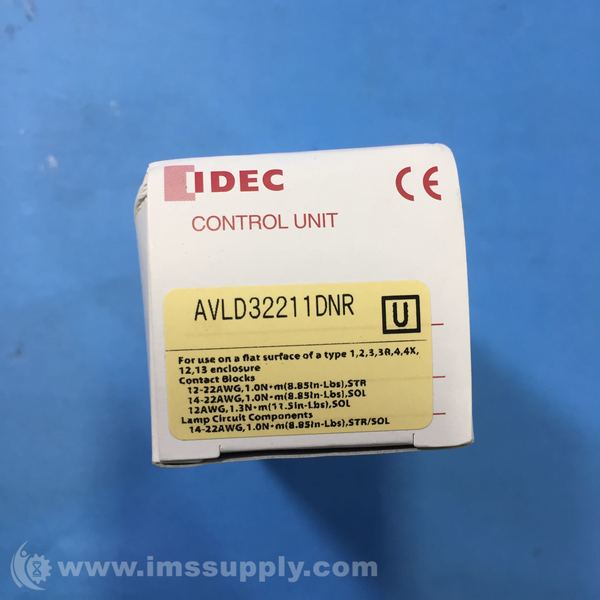 IDEC
CE
CONTROL UNIT
AVLD32211DNR
U
For use on a flat surface of a type 1,2,3,3R,4,4X,
12,13 enclosure
Contact Blocks
12-22AWG,1.0N·m(8.85In-Lbs),STR
14-22AWG,1.0N·m(8.85In-Lbs),SOL
12AWG,1.3N·m(11.5In-Lbs),SOL
Lamp Circuit Components
14-22AWG,1.0N·m(8.85In-Lbs),STR/SOL
www.imssupply.com